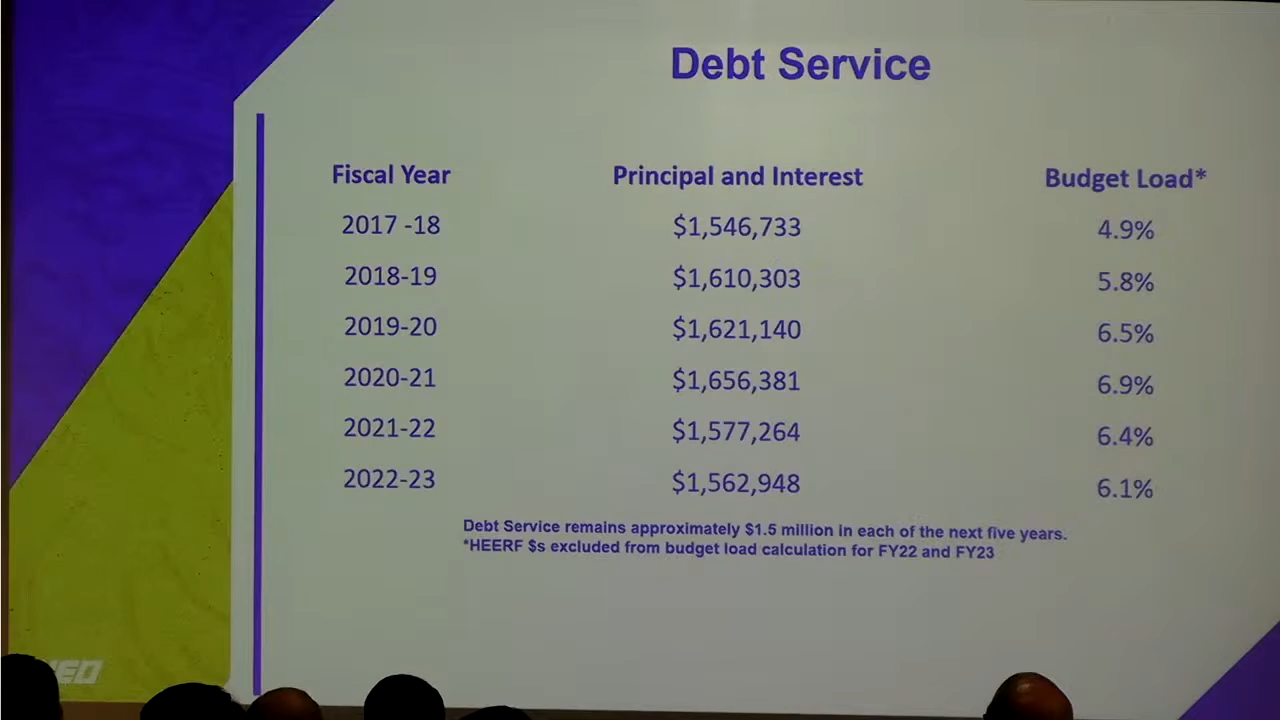 Debt Service
Fiscal Year Principal and Interest Budget Load*
2017 -18 $1,546,733 4.9%
2018-19 $1,610,303 5.8%
2019-20 $1,621,140 6.5%
2020-21 $1,656,381 6.9%
2021-22 $1,577,264 6.4%
2022-23 $1,562,948 6.1%
Debt Service remains approximately $1.5 million in each of the next five years.
*HEERF $s excluded from budget load calculation for FY22 and FY23